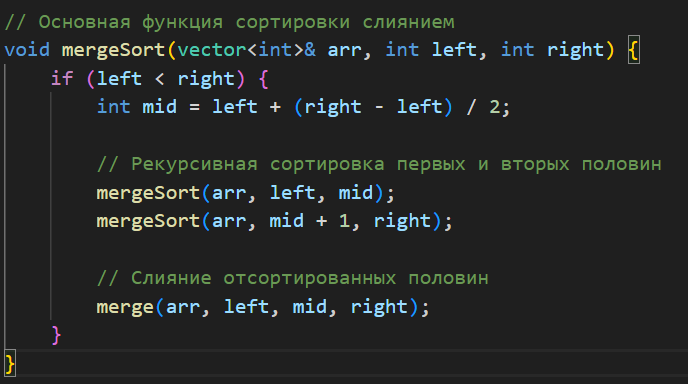 // Основная функция сортировки слиянием
void mergeSort(vector<int>& arr, int left, int right) {
    if (left < right) {
        int mid = left + (right - left) / 2;

        // Рекурсивная сортировка первых и вторых половин
        mergeSort(arr, left, mid);
        mergeSort(arr, mid + 1, right);

        // Слияние отсортированных половин
        merge(arr, left, mid, right);
    }
}